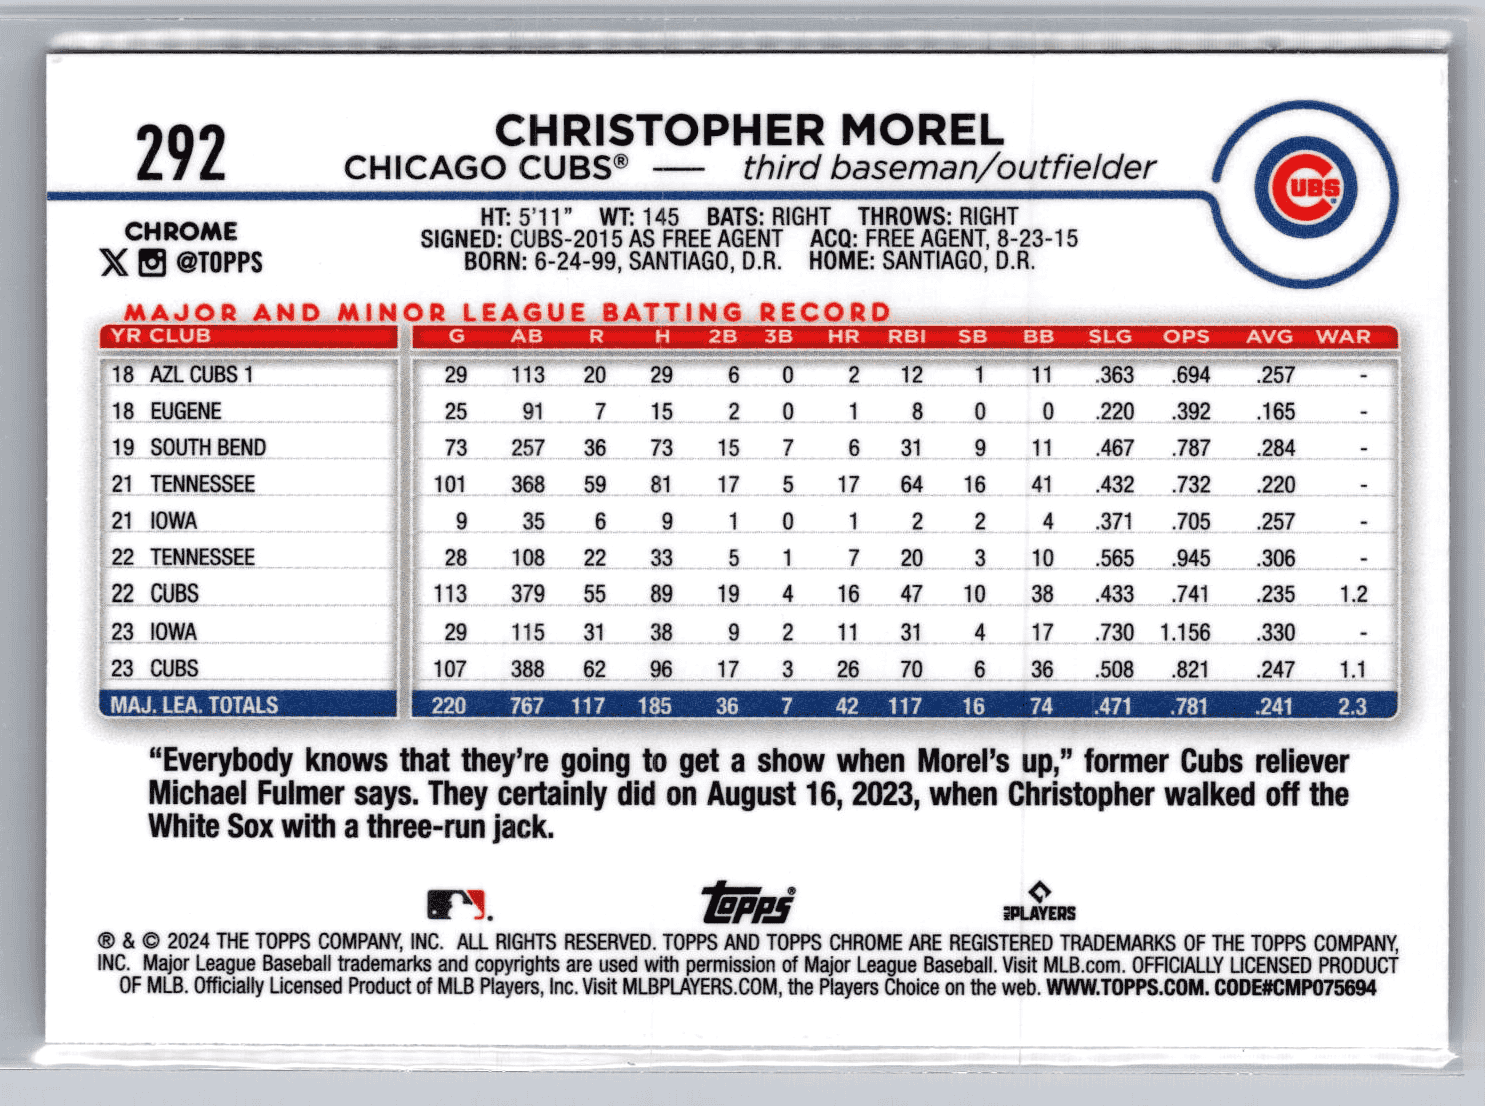 292
CHRISTOPHER MOREL
CHICAGO CUBS® — third baseman/outfielder
CUBS
CHROME
X @TOPPS
HT: 5'11" WT: 145 BATS: RIGHT THROWS: RIGHT
SIGNED: CUBS-2015 AS FREE AGENT ACQ: FREE AGENT, 8-23-15
BORN: 6-24-99, SANTIAGO, D.R. HOME: SANTIAGO, D.R.
MAJOR AND MINOR LEAGUE BATTING RECORD
YR CLUB G AB R H 2B 3B HR RBI SB BB SLG OPS AVG WAR
18 AZL CUBS 1 29 113 20 29 6 0 2 12 1 11 .363 .694 .257 -
18 EUGENE 25 91 7 15 2 0 1 8 0 0 .220 .392 .165 -
19 SOUTH BEND 73 257 36 73 15 7 6 31 9 11 .467 .787 .284 -
21 TENNESSEE 101 368 59 81 17 5 17 64 16 41 .432 .732 .220 -
21 IOWA 9 35 6 9 1 0 1 2 2 4 .371 .705 .257 -
22 TENNESSEE 28 108 22 33 5 1 7 20 3 10 .565 .945 .306 -
22 CUBS 113 379 55 89 19 4 16 47 10 38 .433 .741 .235 1.2
23 IOWA 29 115 31 38 9 2 11 31 4 17 .730 1.156 .330 -
23 CUBS 107 388 62 96 17 3 26 70 6 36 .508 .821 .247 1.1
MAJ. LEA. TOTALS 220 767 117 185 36 7 42 117 16 74 .471 .781 .241 2.3
“Everybody knows that they're going to get a show when Morel's up,” former Cubs reliever
Michael Fulmer says. They certainly did on August 16, 2023, when Christopher walked off the
White Sox with a three-run jack.
Topps® MLBPLAYERS
® & © 2024 THE TOPPS COMPANY, INC. ALL RIGHTS RESERVED. TOPPS AND TOPPS CHROME ARE REGISTERED TRADEMARKS OF THE TOPPS COMPANY,
INC. Major League Baseball trademarks and copyrights are used with permission of Major League Baseball. Visit MLB.com. OFFICIALLY LICENSED PRODUCT
OF MLB. Officially Licensed Product of MLB Players, Inc. Visit MLBPLAYERS.COM, the Players Choice on the web. WWW.TOPPS.COM. CODE#CMP075694